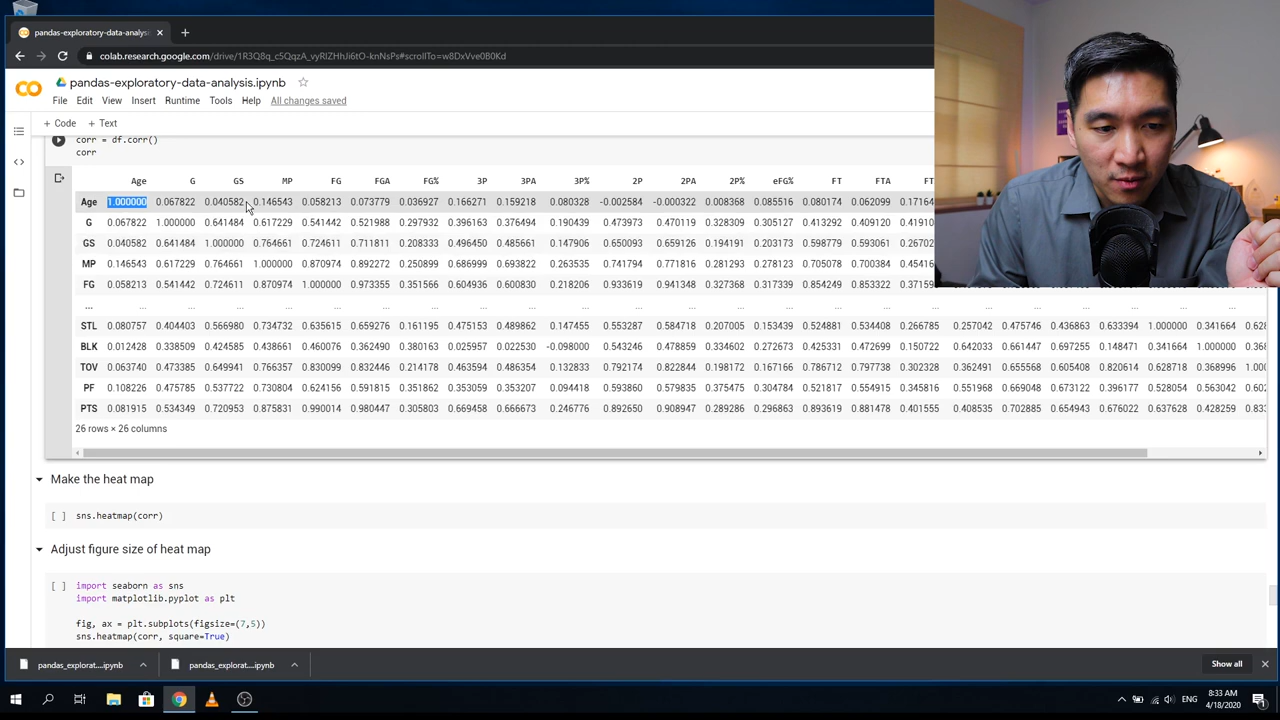 pandas-exploratory-data-analysis
colab.research.google.com/drive/1R3Q8q_c5QqzA_vyRlZHhJi6tO-knNsPs#scrollTo=w8DxVve0B0Kd
pandas-exploratory-data-analysis.ipynb
File Edit View Insert Runtime Tools Help All changes saved
+ Code + Text
corr = df.corr()
corr
Age G GS MP FG FGA FG% 3P 3PA 3P% 2P 2PA 2P% eFG% FT FTA
Age 1.000000 0.067822 0.040582 0.146543 0.058213 0.073779 0.036927 0.166271 0.159218 0.080328 -0.002584 -0.000322 0.008368 0.085516 0.080174 0.062099 0.17164
G 0.067822 1.000000 0.641484 0.617229 0.541442 0.521988 0.297932 0.396163 0.376494 0.190439 0.473973 0.470119 0.328309 0.305127 0.413292 0.409120 0.41910
GS 0.040582 0.641484 1.000000 0.764661 0.724611 0.711811 0.208333 0.496450 0.485661 0.147906 0.650093 0.659126 0.194191 0.203173 0.598779 0.593061 0.26702
MP 0.146543 0.617229 0.764661 1.000000 0.870974 0.892272 0.250899 0.686999 0.693822 0.263535 0.741794 0.771816 0.281293 0.278123 0.705078 0.700384 0.45416
FG 0.058213 0.541442 0.724611 0.870974 1.000000 0.973355 0.351566 0.604936 0.600830 0.218206 0.933619 0.941348 0.327368 0.317339 0.854249 0.853322 0.37159
... ... ... ... ... ... ... ... ... ... ... ... ... ... ... ... ... ... ... ... ... ... ... ...
STL 0.080757 0.404403 0.566980 0.734732 0.635615 0.659276 0.161195 0.475153 0.489862 0.147455 0.553287 0.584718 0.207005 0.153439 0.524881 0.534408 0.266785 0.257042 0.475746 0.436863 0.633394 1.000000 0.341664 0.628
BLK 0.012428 0.338509 0.424585 0.438661 0.460076 0.362490 0.380163 0.025957 0.022530 -0.098000 0.543246 0.478859 0.334602 0.272673 0.425331 0.472699 0.150722 0.642033 0.661447 0.697255 0.148471 0.341664 1.000000 0.368
TOV 0.063740 0.473385 0.649941 0.766357 0.830099 0.832446 0.214178 0.463594 0.486354 0.132833 0.792174 0.822844 0.198172 0.167166 0.786712 0.797738 0.302328 0.362491 0.655568 0.605408 0.820614 0.628718 0.368996 1.000
PF 0.108226 0.475785 0.537722 0.730804 0.624156 0.591815 0.351862 0.353059 0.353207 0.094418 0.593860 0.579835 0.375475 0.304784 0.521817 0.554915 0.345816 0.551968 0.669048 0.673122 0.396177 0.528054 0.563040 0.602
PTS 0.081915 0.534349 0.720953 0.875831 0.990014 0.980447 0.305803 0.669458 0.666673 0.246776 0.892650 0.908947 0.289286 0.296863 0.893619 0.881478 0.401555 0.408535 0.702885 0.654943 0.676022 0.637628 0.428259 0.833
26 rows × 26 columns
Make the heat map
[ ] sns.heatmap(corr)
Adjust figure size of heat map
[ ] import seaborn as sns
import matplotlib.pyplot as plt
fig, ax = plt.subplots(figsize=(7,5))
sns.heatmap(corr, square=True)
pandas_explorat....ipynb pandas_explorat....ipynb Show all
ENG 8:33 AM
4/18/2020